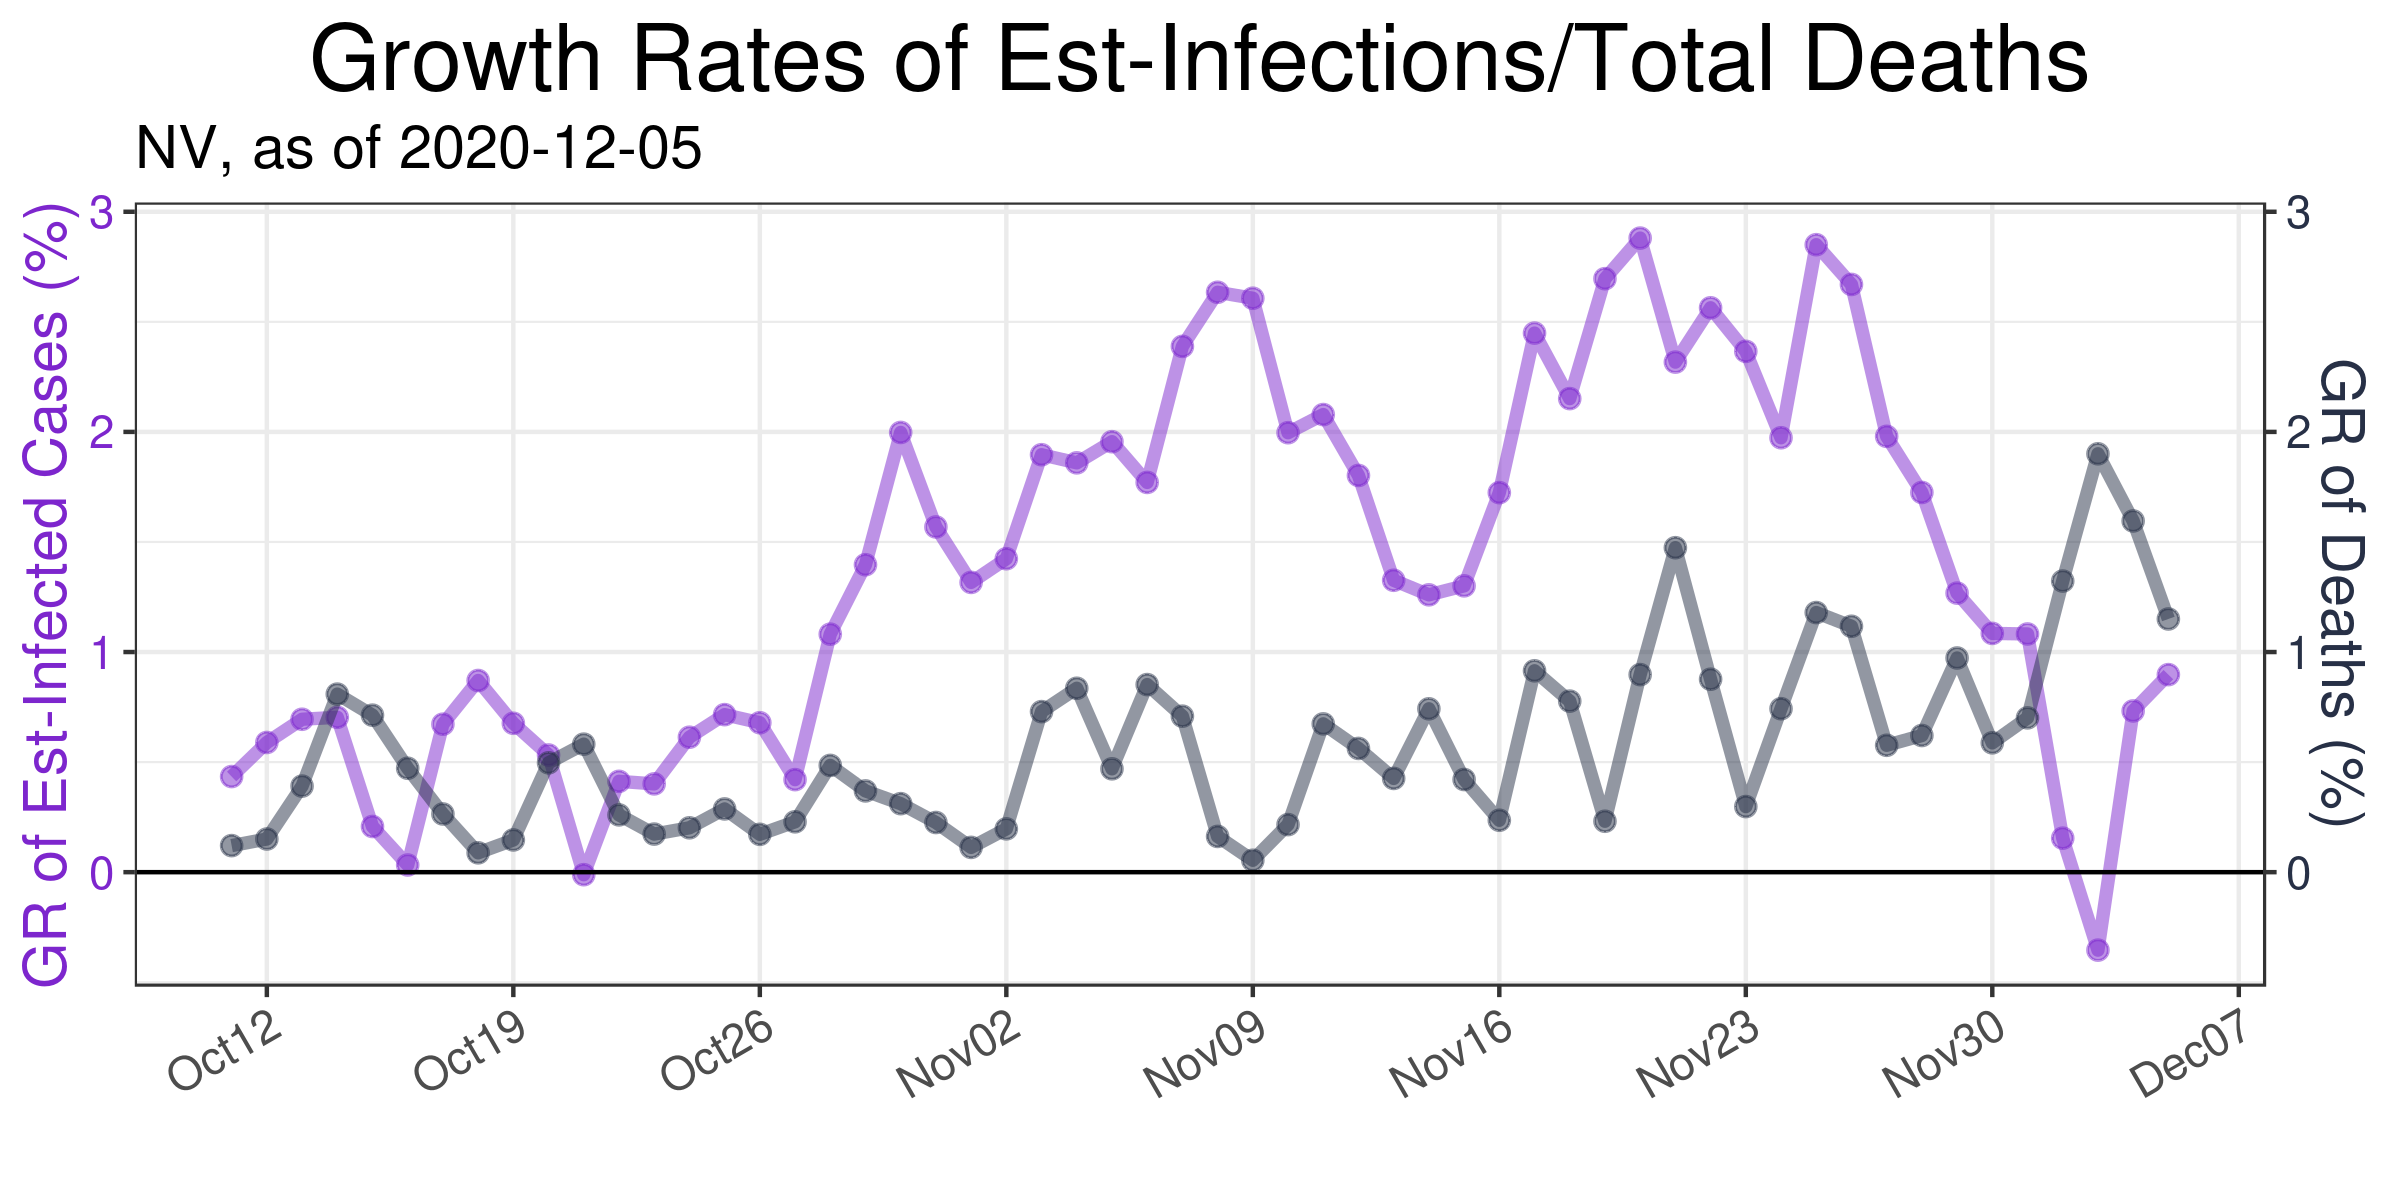 Growth Rates of Est-Infections/Total Deaths
NV, as of 2020-12-05
GR of Est-Infected Cases (%)
3
2
1
0
3
2
1
0
GR of Deaths (%)
Oct12
Oct19
Oct26
Nov02
Nov09
Nov16
Nov23
Nov30
Dec07